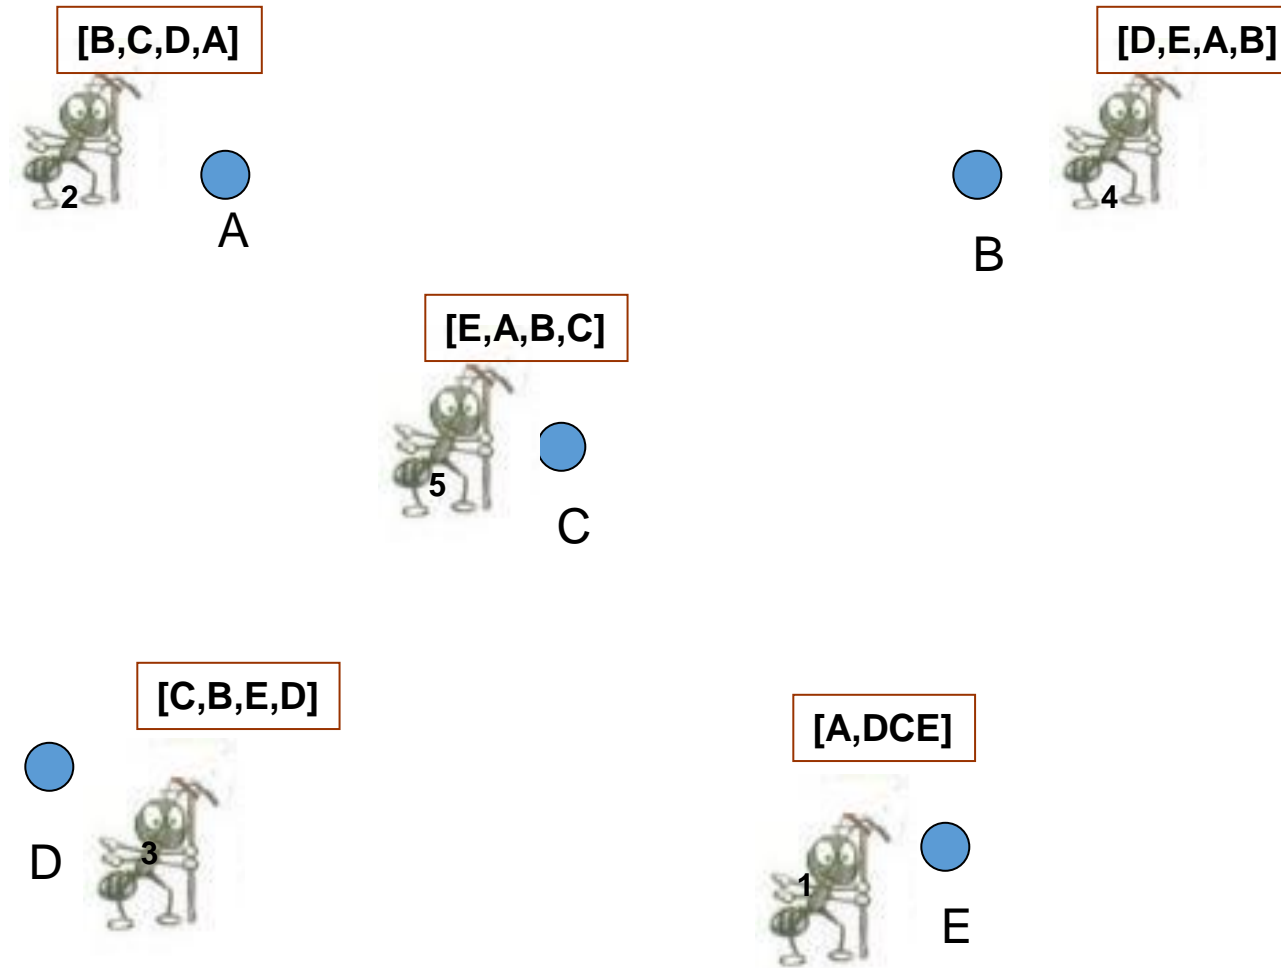 [B,C,D,A]
[D,E,A,B]
2
4
A
B
[E,A,B,C]
5
C
[C,B,E,D]
[A,DCE]
D
3
1
E